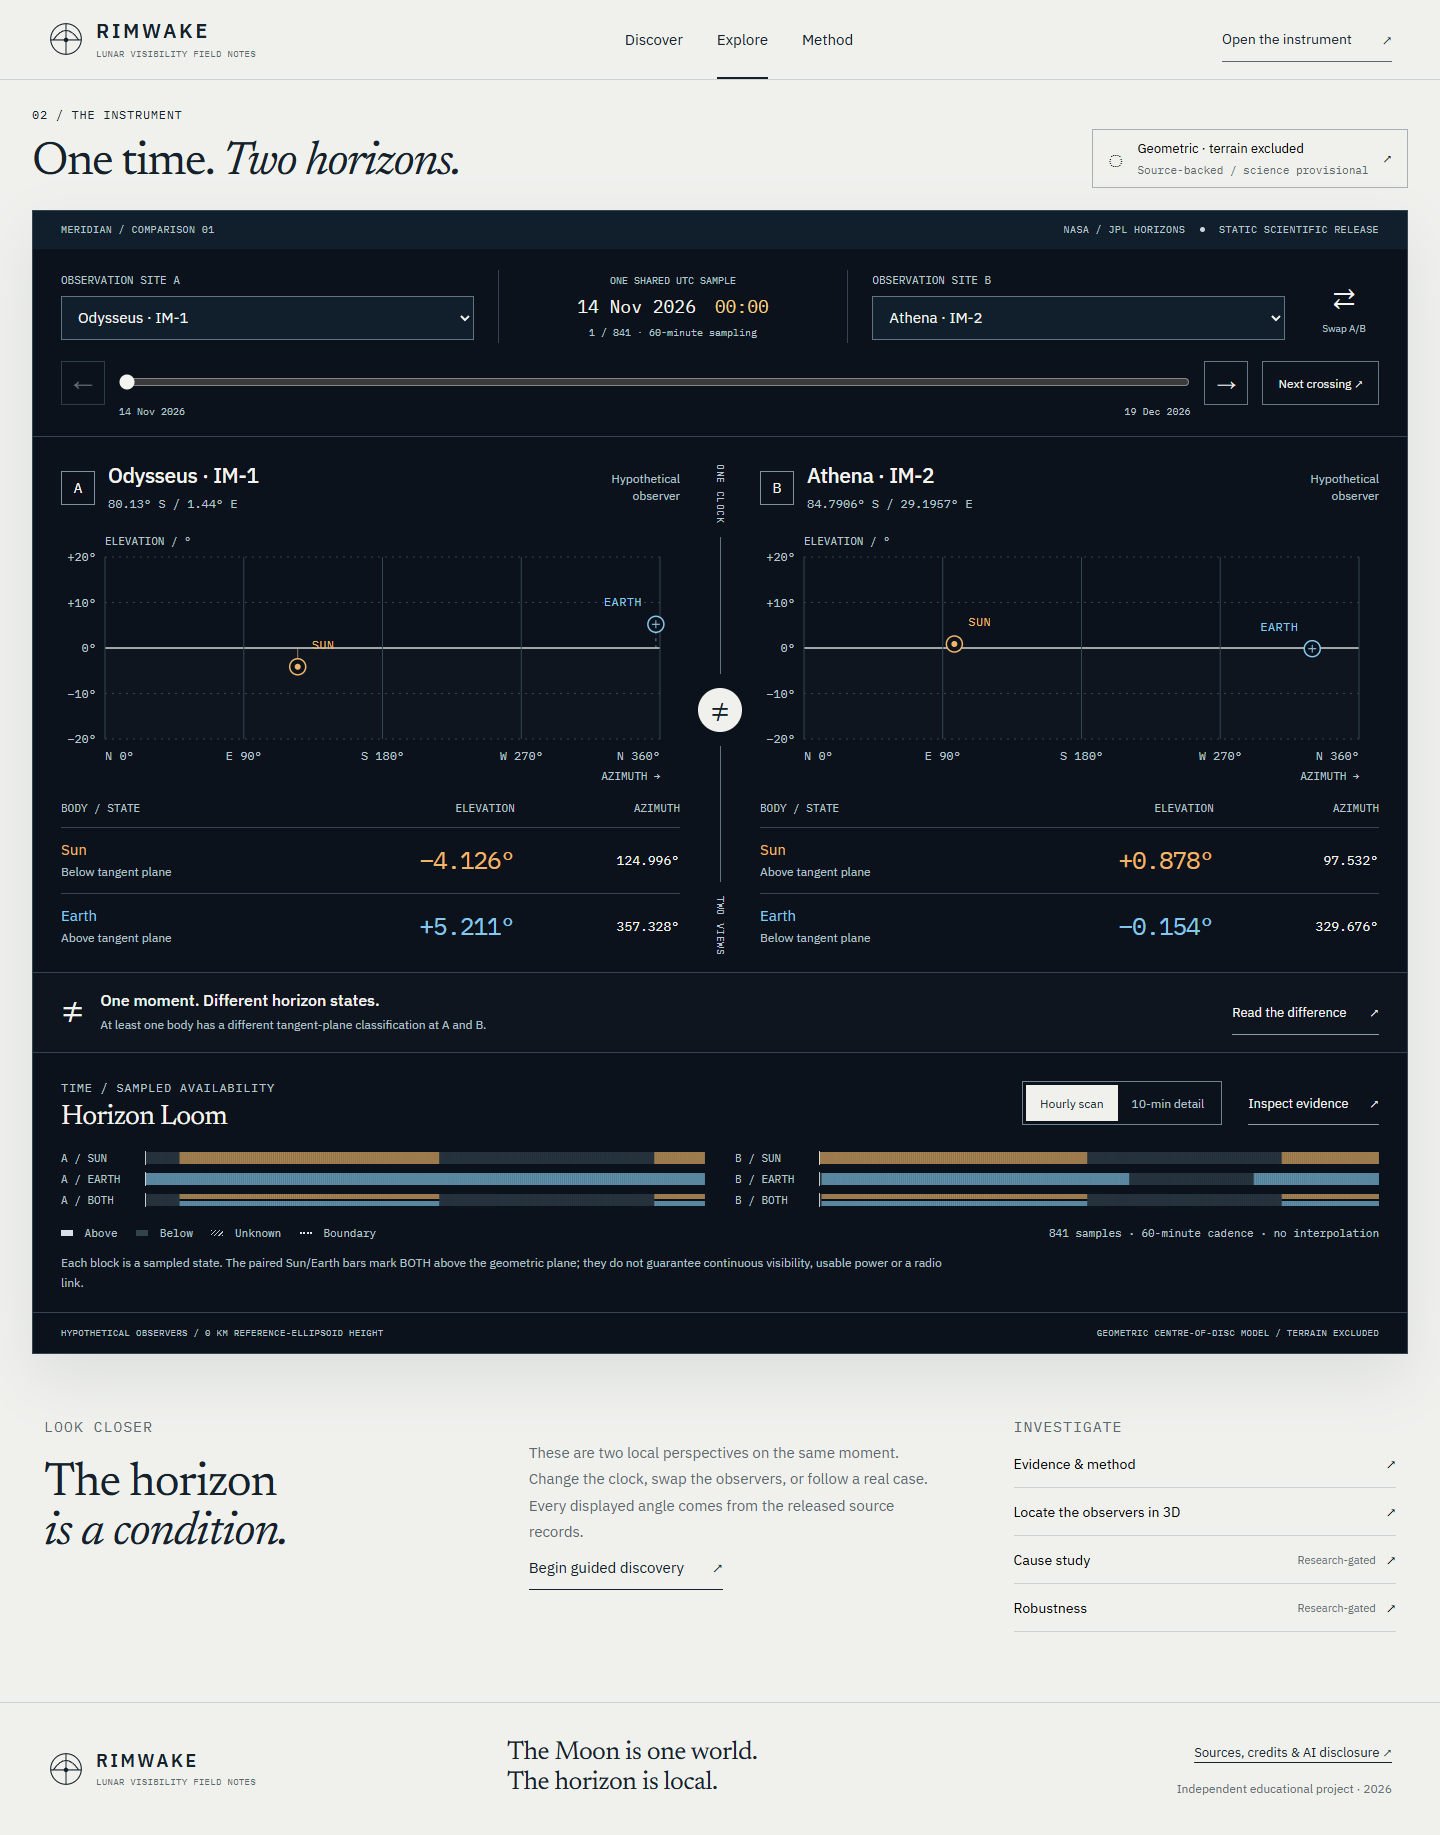 RIMWAKE
LUNAR VISIBILITY FIELD NOTES
Discover
Explore
Method
Open the instrument ↗
02 / THE INSTRUMENT
One time. Two horizons.
Geometric · terrain excluded
Source-backed / science provisional
↗
MERIDIAN / COMPARISON 01
NASA / JPL HORIZONS ● STATIC SCIENTIFIC RELEASE
OBSERVATION SITE A
Odysseus · IM-1
ONE SHARED UTC SAMPLE
14 Nov 2026 00:00
1 / 841 · 60-minute sampling
OBSERVATION SITE B
Athena · IM-2
⇄
Swap A/B
←
14 Nov 2026
19 Dec 2026
→
Next crossing ↗
A
Odysseus · IM-1
80.13° S / 1.44° E
Hypothetical
observer
ELEVATION / °
+20°
+10°
0°
−10°
−20°
EARTH
SUN
N 0°
E 90°
S 180°
W 270°
N 360°
AZIMUTH →
BODY / STATE
ELEVATION
AZIMUTH
Sun
Below tangent plane
−4.126°
124.996°
Earth
Above tangent plane
+5.211°
357.328°
ONE CLOCK
≠
TWO VIEWS
B
Athena · IM-2
84.7906° S / 29.1957° E
Hypothetical
observer
ELEVATION / °
+20°
+10°
0°
−10°
−20°
SUN
EARTH
N 0°
E 90°
S 180°
W 270°
N 360°
AZIMUTH →
BODY / STATE
ELEVATION
AZIMUTH
Sun
Above tangent plane
+0.878°
97.532°
Earth
Below tangent plane
−0.154°
329.676°
≠
One moment. Different horizon states.
At least one body has a different tangent-plane classification at A and B.
Read the difference ↗
TIME / SAMPLED AVAILABILITY
Horizon Loom
Hourly scan
10-min detail
Inspect evidence ↗
A / SUN
A / EARTH
A / BOTH
B / SUN
B / EARTH
B / BOTH
Above
Below
Unknown
Boundary
841 samples · 60-minute cadence · no interpolation
Each block is a sampled state. The paired Sun/Earth bars mark BOTH above the geometric plane; they do not guarantee continuous visibility, usable power or a radio
link.
HYPOTHETICAL OBSERVERS / 0 KM REFERENCE-ELLIPSOID HEIGHT
GEOMETRIC CENTRE-OF-DISC MODEL / TERRAIN EXCLUDED
LOOK CLOSER
The horizon
is a condition.
These are two local perspectives on the same moment.
Change the clock, swap the observers, or follow a real case.
Every displayed angle comes from the released source
records.
Begin guided discovery ↗
INVESTIGATE
Evidence & method ↗
Locate the observers in 3D ↗
Cause study Research-gated ↗
Robustness Research-gated ↗
RIMWAKE
LUNAR VISIBILITY FIELD NOTES
The Moon is one world.
The horizon is local.
Sources, credits & AI disclosure ↗
Independent educational project · 2026